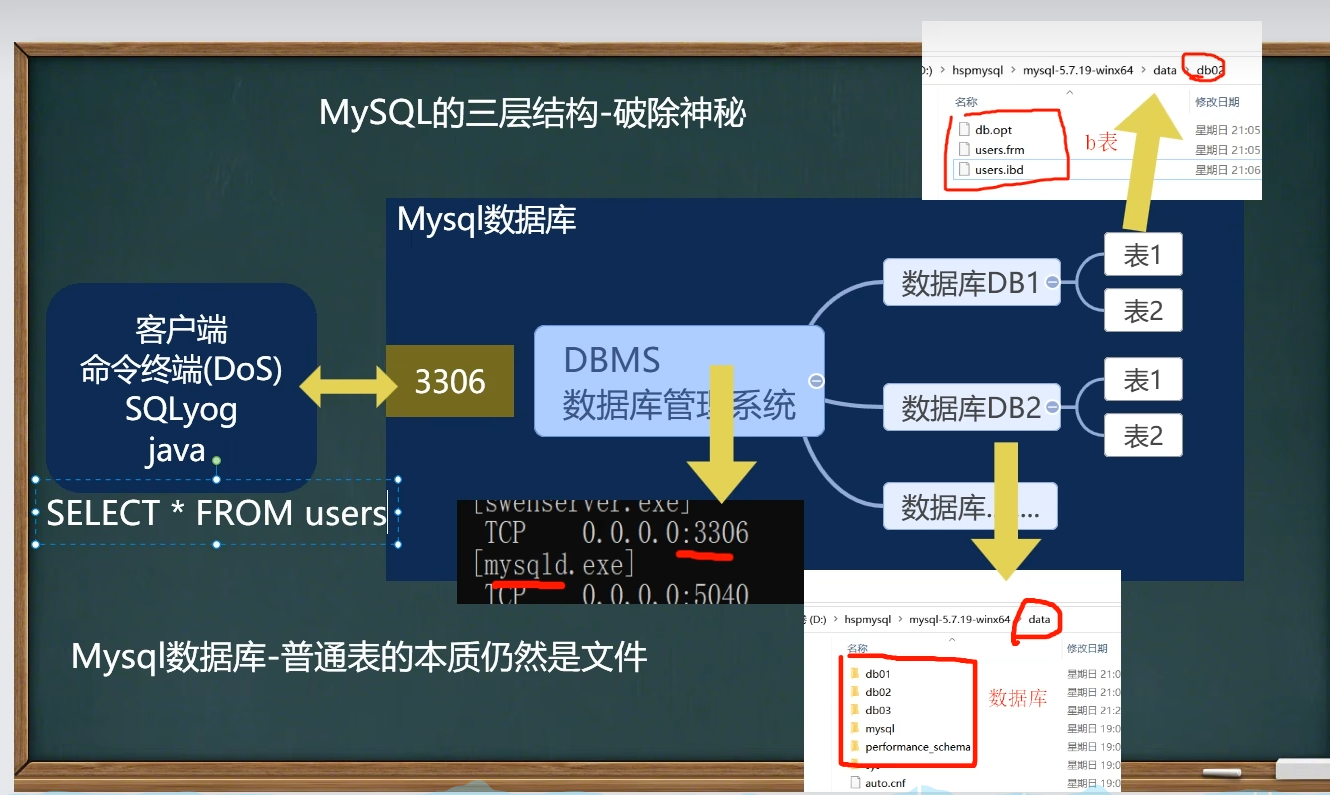 MySQL的三层结构-破除神秘
Mysql数据库
客户端
命令终端(DoS)
SQLyog
java
3306
DBMS
数据库管理系统
数据库DB1
表1
表2
数据库DB2
表1
表2
数据库
SELECT * FROM users
Mysql数据库-普通表的本质仍然是文件
hspmysql > mysql-5.7.19-winx64 > data > db02
名称 修改日期
db.opt 星期日 21:05
users.frm 星期日 21:05
users.ibd 星期日 21:06
b表
[swenserver.exe]
TCP 0.0.0.0:3306
[mysqld.exe]
TCP 0.0.0.0:5040
(D:) > hspmysql > mysql-5.7.19-winx64 > data
名称 修改日期
db01 星期日 21:0
db02 星期日 21:0
db03 星期日 21:2
mysql 星期日 19:0
performance_schema 星期日 19:0
星期日 19:0
auto.cnf 星期日 19:0
数据库